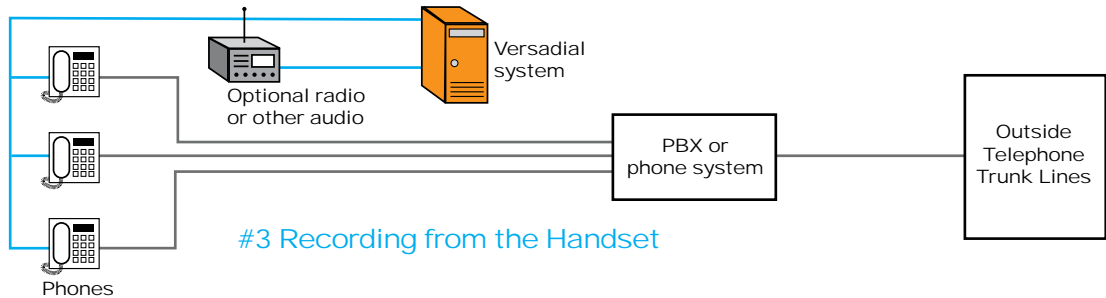 Versadial
system
Optional radio
or other audio
PBX or
phone system
Outside
Telephone
Trunk Lines
#3 Recording from the Handset
Phones